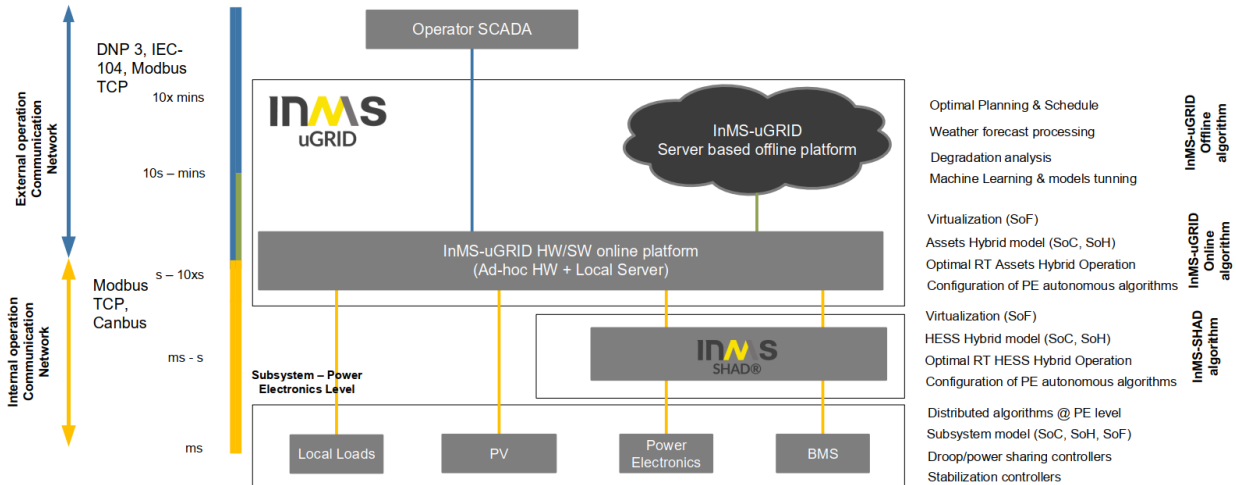 External operation
Communication
Network
DNP 3, IEC-
104, Modbus
TCP
10x mins
10s – mins
s – 10xs
Internal operation
Communication
Network
Modbus
TCP,
Canbus
ms - s
ms
Operator SCADA
InMS
uGRID
InMS-uGRID
Server based offline platform
InMS-uGRID HW/SW online platform
(Ad-hoc HW + Local Server)
InMS
SHAD®
Subsystem – Power
Electronics Level
Local Loads
PV
Power
Electronics
BMS
Optimal Planning & Schedule
Weather forecast processing
Degradation analysis
Machine Learning & models tunning
InMS-uGRID
Offline
algorithm
Virtualization (SoF)
Assets Hybrid model (SoC, SoH)
Optimal RT Assets Hybrid Operation
Configuration of PE autonomous algorithms
InMS-uGRID
Online
algorithm
Virtualization (SoF)
HESS Hybrid model (SoC, SoH)
Optimal RT HESS Hybrid Operation
Configuration of PE autonomous algorithms
InMS-SHAD
algorithm
Distributed algorithms @ PE level
Subsystem model (SoC, SoH, SoF)
Droop/power sharing controllers
Stabilization controllers